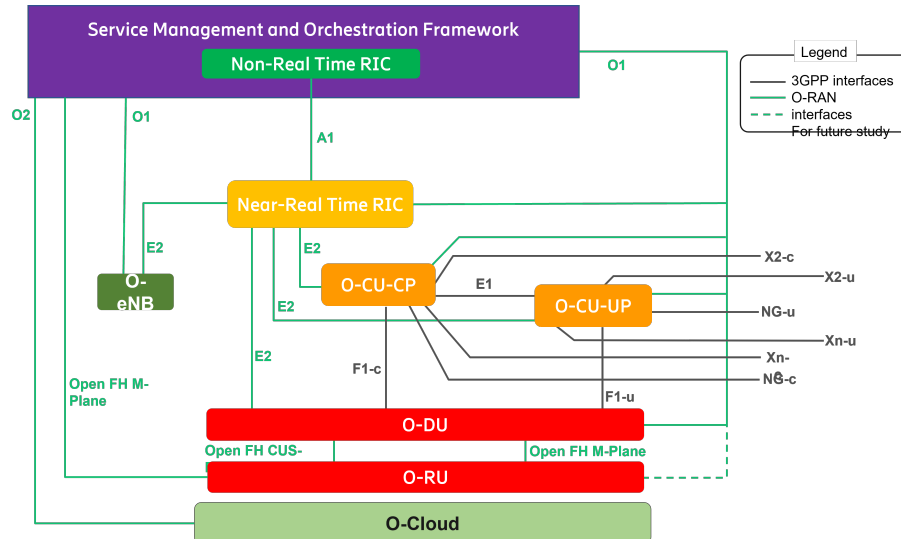 Service Management and Orchestration Framework
Non-Real Time RIC
Legend
3GPP interfaces
O-RAN
interfaces
For future study
O1
O2
O1
A1
Near-Real Time RIC
E2
E2
O-
eNB
O-CU-CP
E1
O-CU-UP
X2-c
X2-u
NG-u
Xn-u
Xn-
NG-c
E2
E2
F1-c
F1-u
Open FH M-
Plane
O-DU
Open FH CUS-
Open FH M-Plane
O-RU
O-Cloud